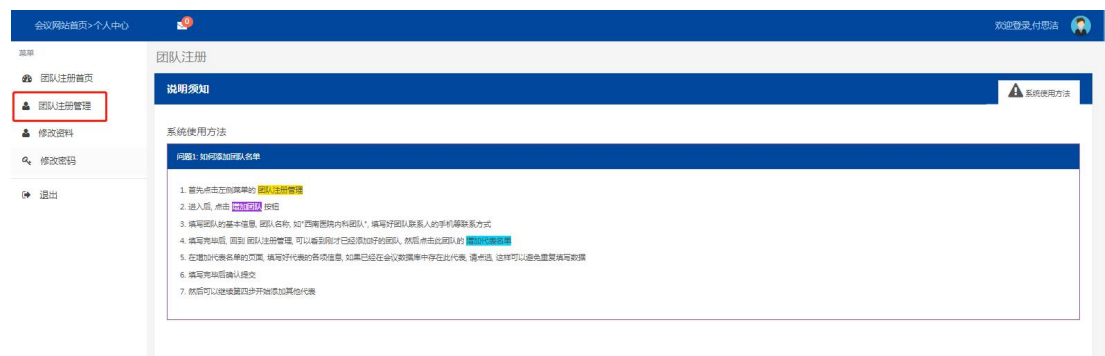 会议网站首页>个人中心
0
欢迎登录,付思洁
菜单
团队注册首页
团队注册管理
修改资料
修改密码
退出
团队注册
说明须知
系统使用方法
系统使用方法
问题1: 如何添加团队名单
1. 首先点击左侧菜单的 团队注册管理
2. 进入后, 点击 增加团队 按钮
3. 填写团队的基本信息, 团队名称, 如"西南医院内科团队", 填写好团队联系人的手机等联系方式
4. 填写完毕后, 回到 团队注册管理, 可以看到刚才已经添加好的团队, 然后点击此团队的 增加代表名单
5. 在增加代表名单的页面, 填写好代表的各项信息, 如果已经在会议数据库中存在此代表, 请点选, 这样可以避免重复填写数据
6. 填写完毕后确认提交
7. 然后可以继续第四步开始添加其他代表